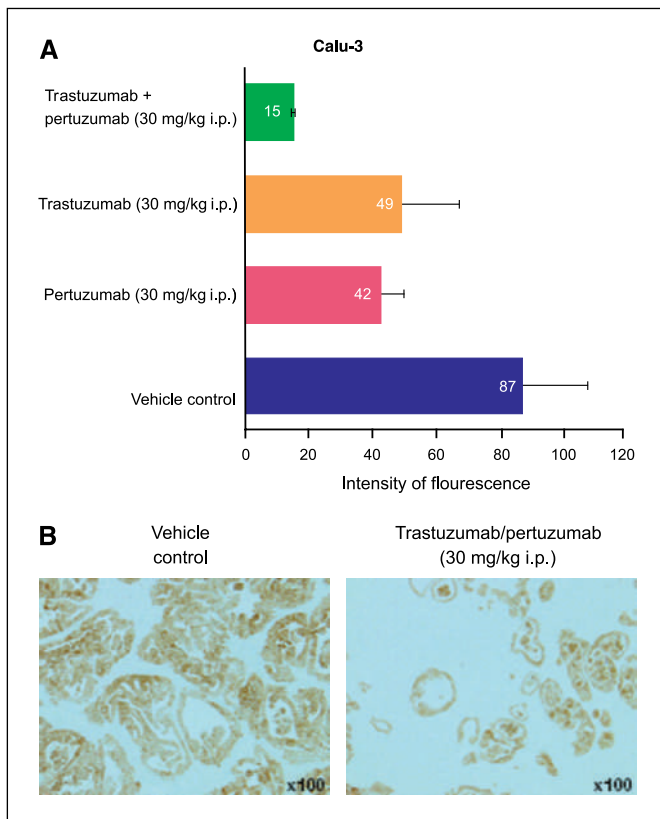 A
Calu-3
Trastuzumab +
pertuzumab (30 mg/kg i.p.)
15
Trastuzumab (30 mg/kg i.p.)
49
Pertuzumab (30 mg/kg i.p.)
42
Vehicle control
87
0 20 40 60 80 100 120
Intensity of flourescence
B
Vehicle
control
Trastuzumab/pertuzumab
(30 mg/kg i.p.)
x100
x100